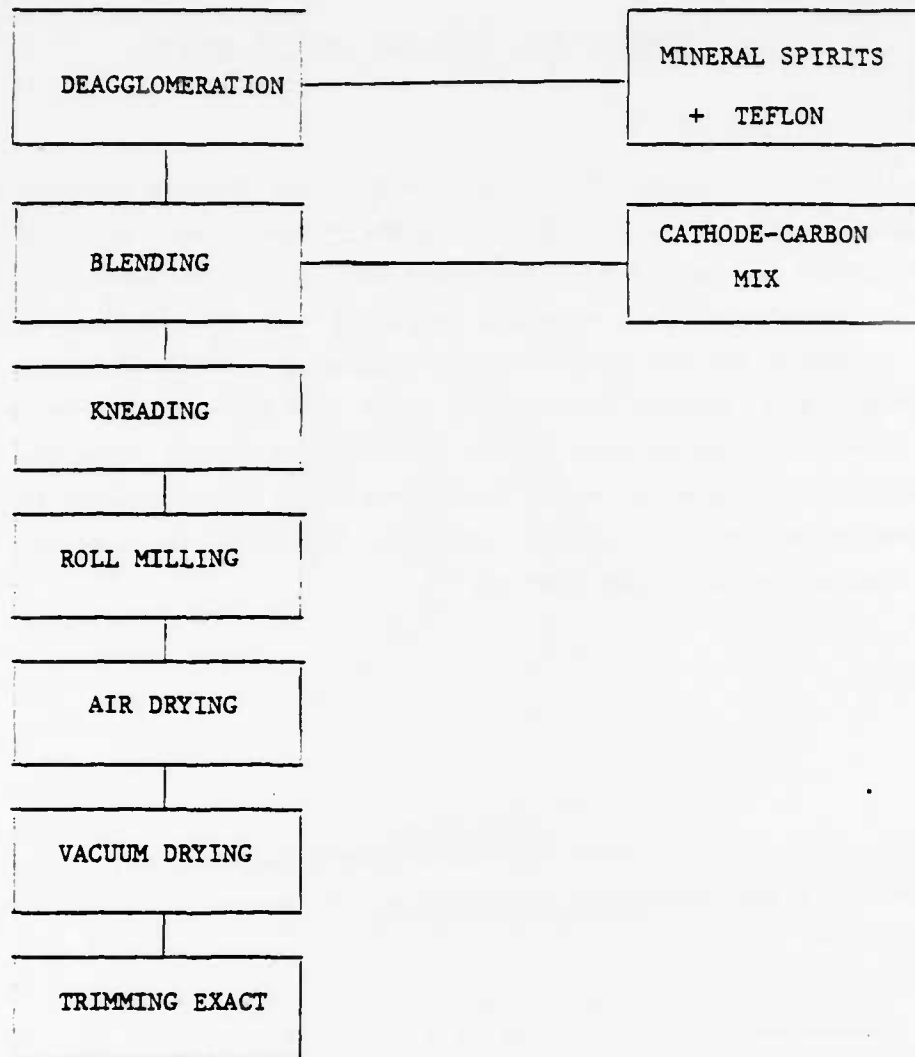 DEAGGLOMERATION
MINERAL SPIRITS
+ TEFLON
BLENDING
CATHODE-CARBON
MIX
KNEADING
ROLL MILLING
AIR DRYING
VACUUM DRYING
TRIMMING EXACT